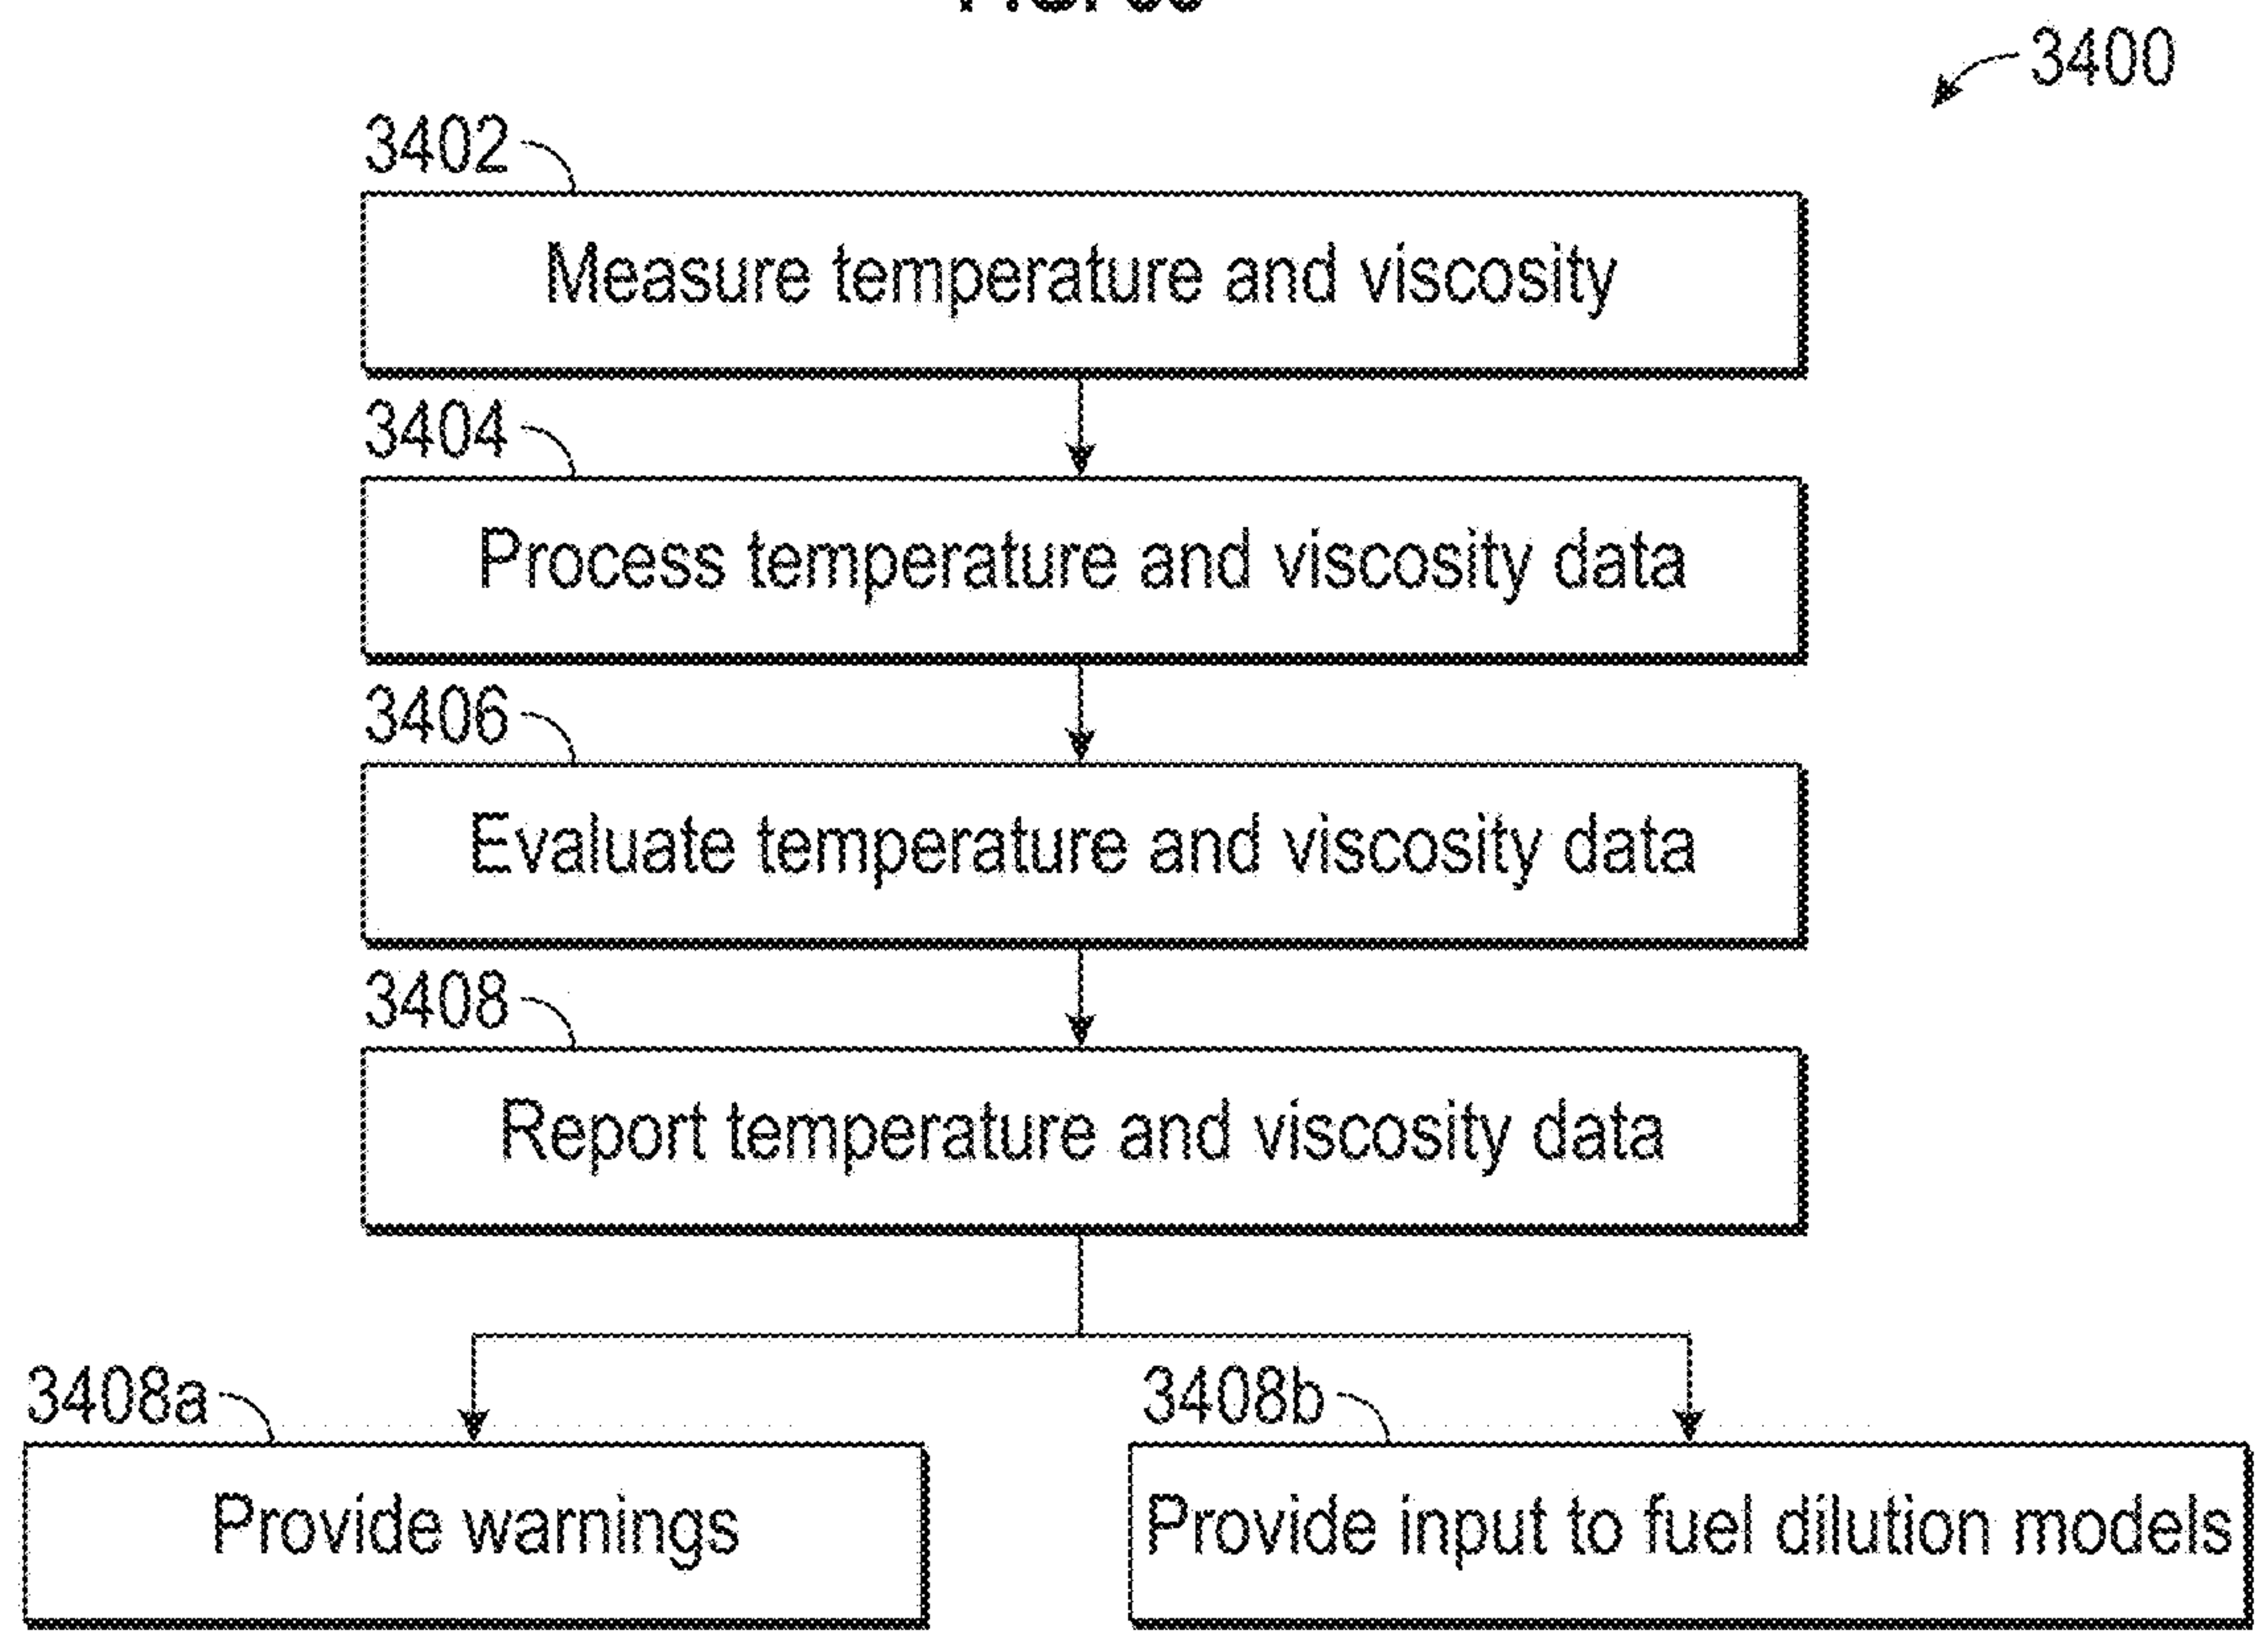 3400
3402
Measure temperature and viscosity
3404
Process temperature and viscosity data
3406
Evaluate temperature and viscosity data
3408
Report temperature and viscosity data
3408a
3408b
Provide warnings
Provide input to fuel dilution models